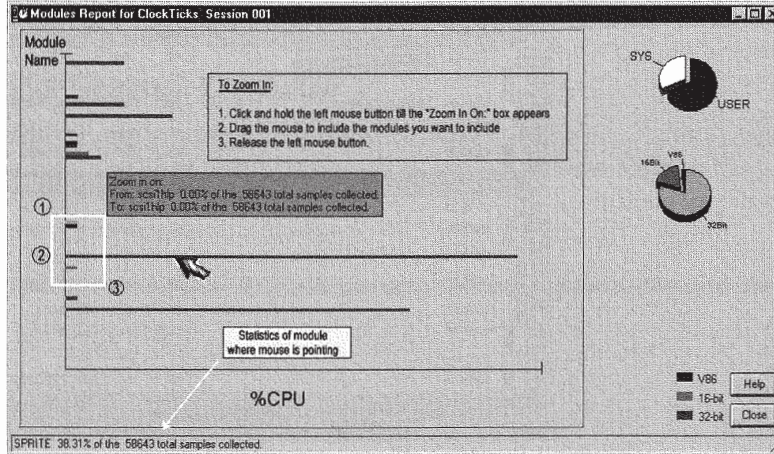 Modules Report for ClockTicks Session 001
Module
Name
To Zoom In:
1. Click and hold the left mouse button till the "Zoom In On:" box appears
2. Drag the mouse to include the modules you want to include
3. Release the left mouse button.
SYS
USER
V86
16Bit
32Bit
Zoom in on:
From: scsi1hlp 0.00% of the 58643 total samples collected.
To: scsi1hlp 0.00% of the 58643 total samples collected.
1
2
3
Statistics of module
where mouse is pointing
%CPU
V86
16-bit
32-bit
Help
Close
SPRITE 38.31% of the 58643 total samples collected.